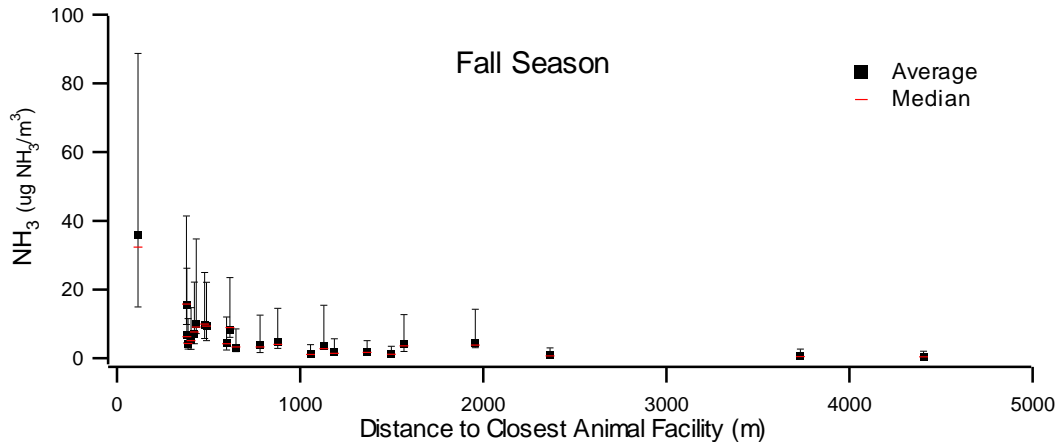 100
80
60
40
20
0
NH3 (ug NH3/m3)
Fall Season
Average
Median
0 1000 2000 3000 4000 5000
Distance to Closest Animal Facility (m)